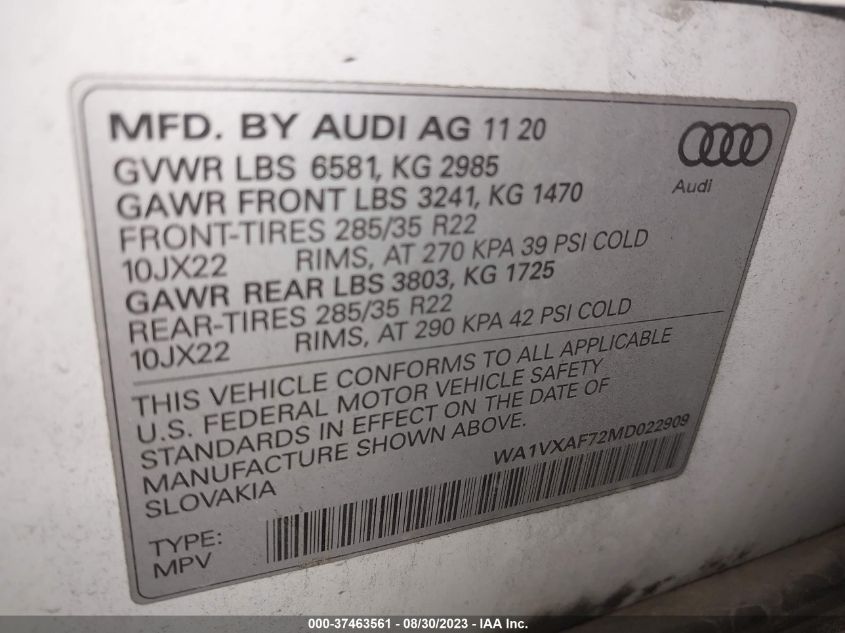 MFD. BY AUDI AG 11 20
GVWR LBS 6581, KG 2985
GAWR FRONT LBS 3241, KG 1470
FRONT-TIRES 285/35 R22
10JX22 RIMS, AT 270 KPA 39 PSI COLD
GAWR REAR LBS 3803, KG 1725
REAR-TIRES 285/35 R22
10JX22 RIMS, AT 290 KPA 42 PSI COLD
Audi
THIS VEHICLE CONFORMS TO ALL APPLICABLE
U.S. FEDERAL MOTOR VEHICLE SAFETY
STANDARDS IN EFFECT ON THE DATE OF
MANUFACTURE SHOWN ABOVE.
SLOVAKIA
WA1VXAF72MD022909
TYPE:
MPV
000-37463561 - 08/30/2023 - IAA Inc.